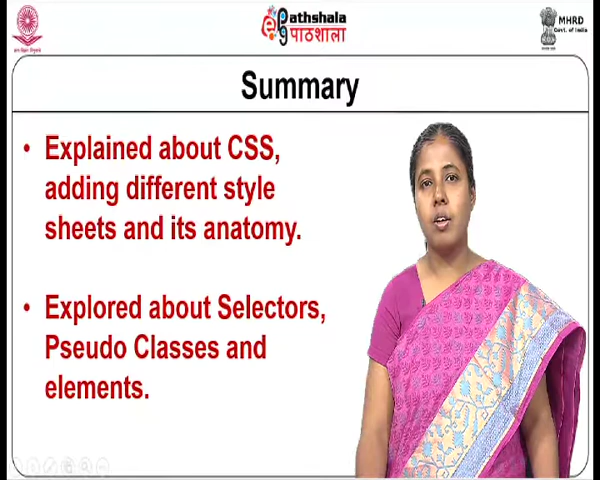 Pathshala
पाठशाला
MHRD
Govt. of India
Summary
• Explained about CSS,
adding different style
sheets and its anatomy.
• Explored about Selectors,
Pseudo Classes and
elements.